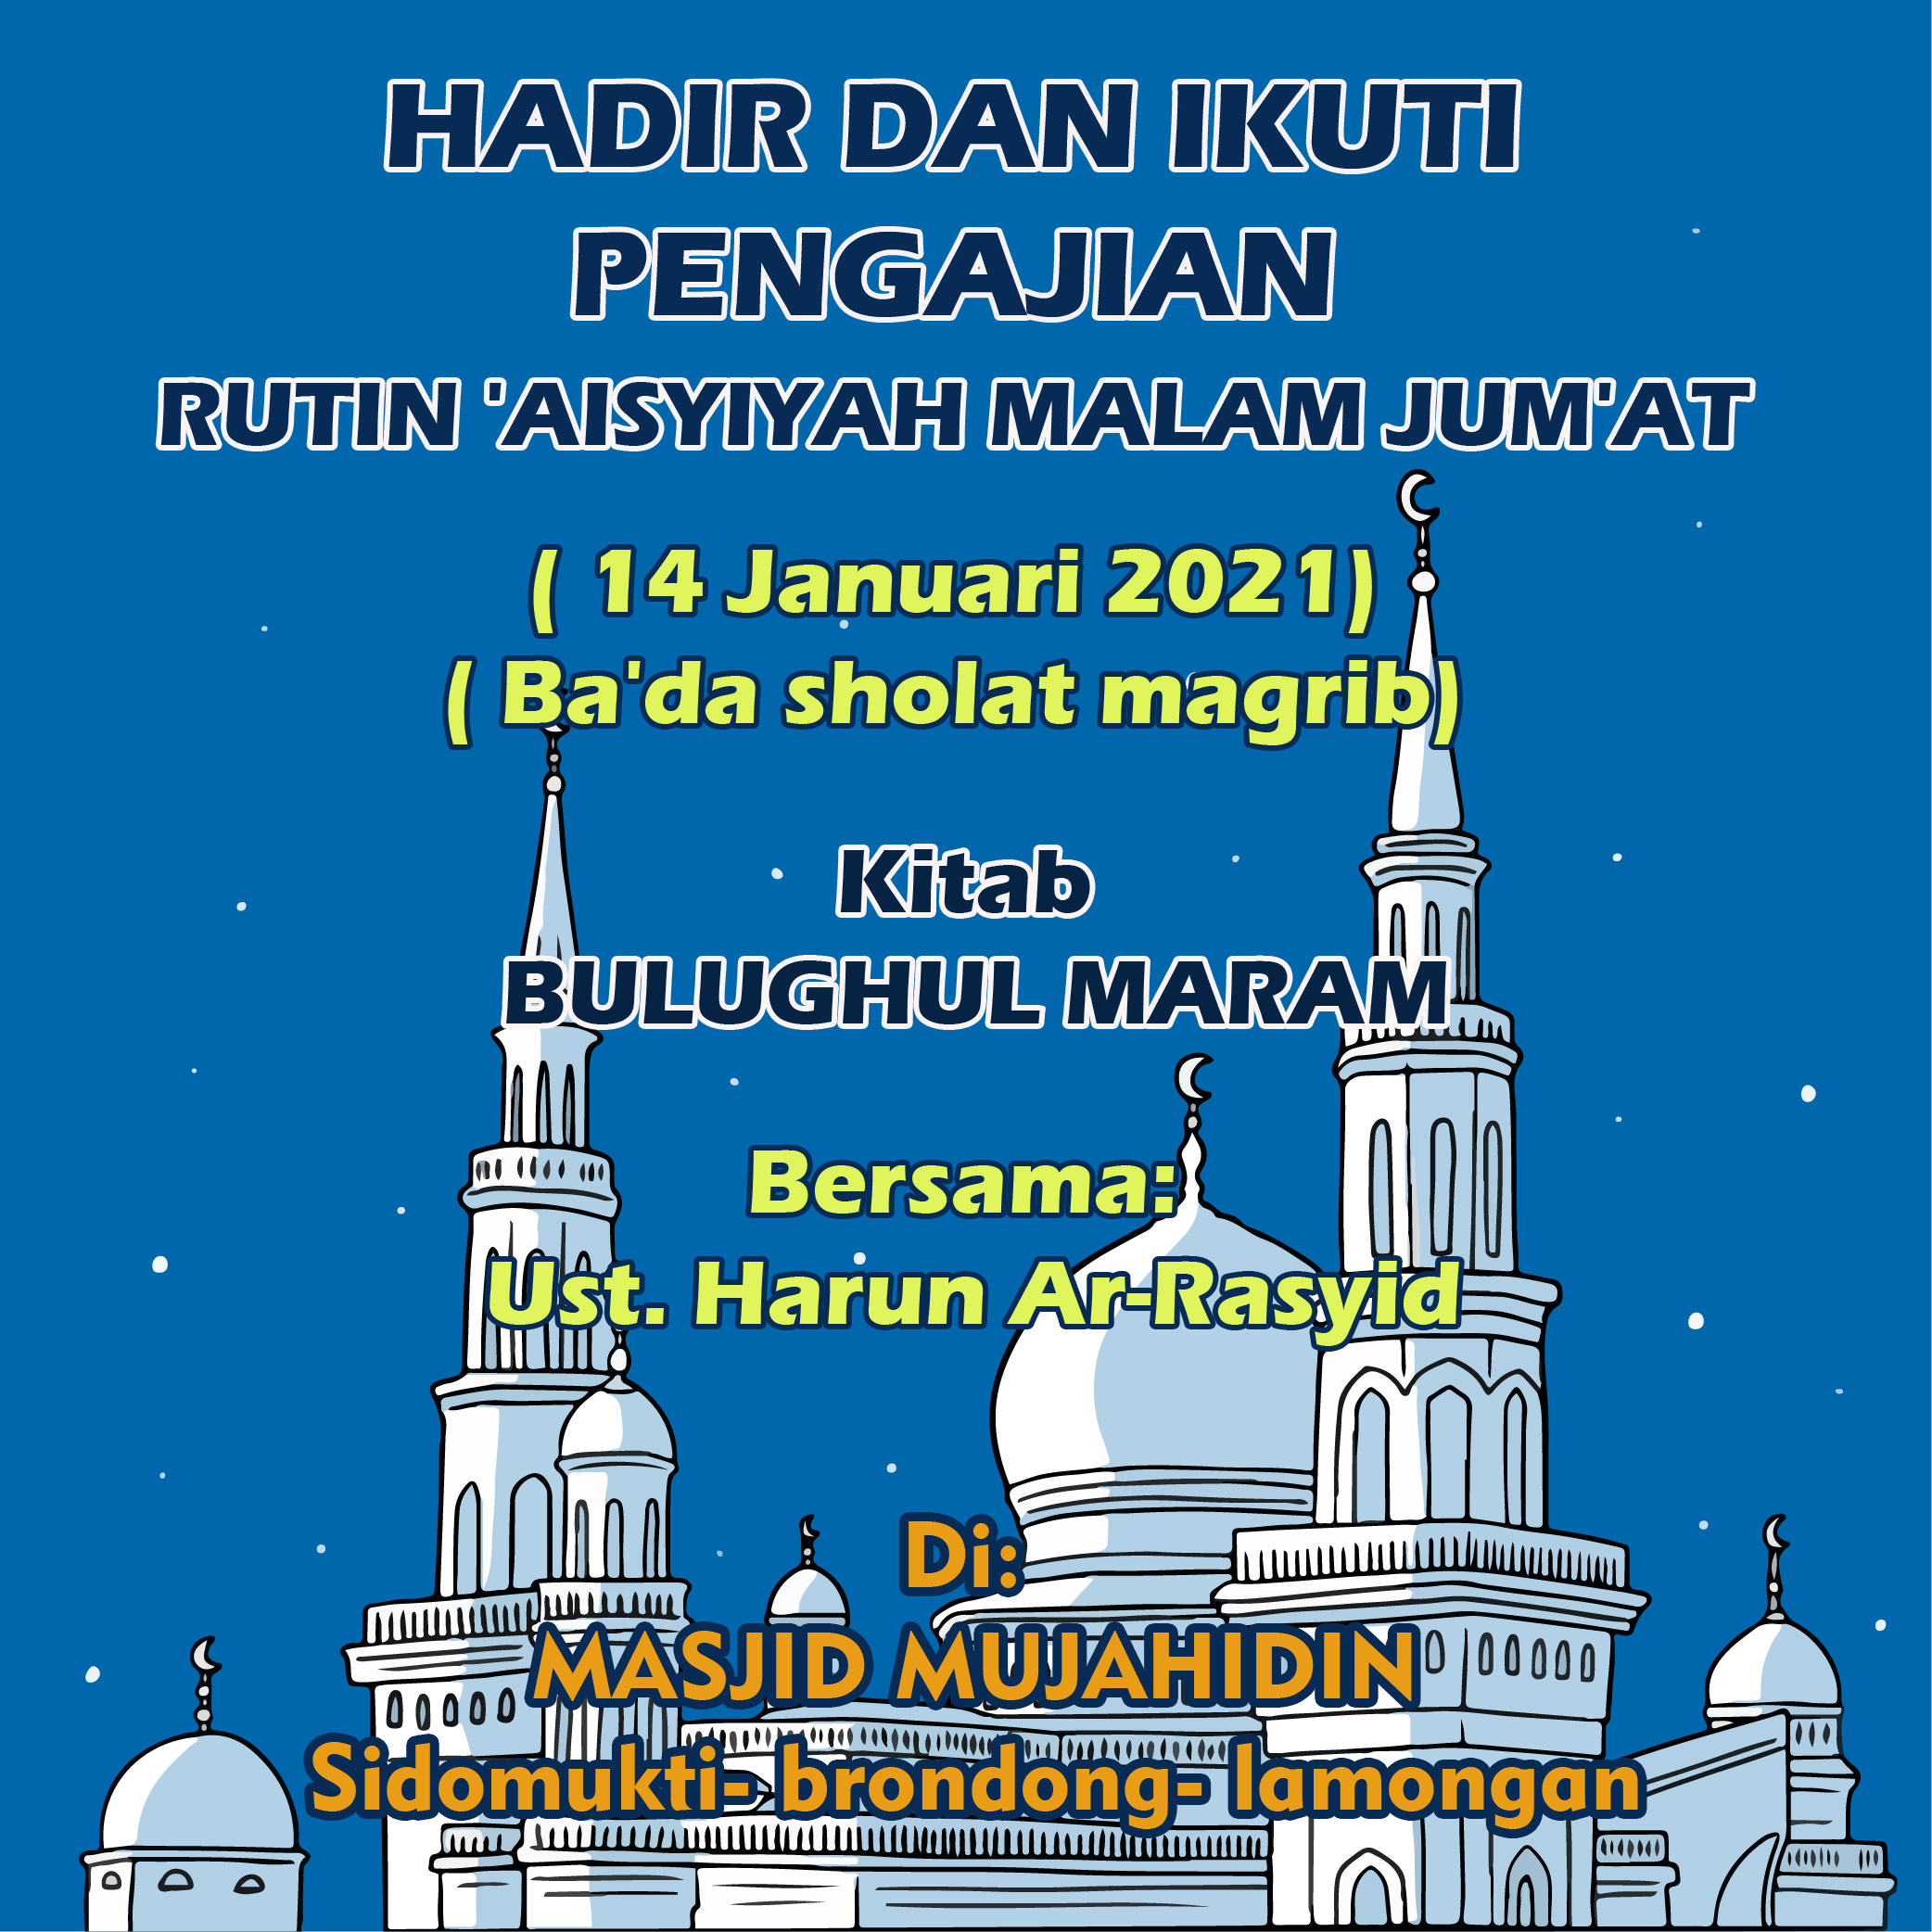 HADIR DAN IKUTI
PENGAJIAN
RUTIN 'AISYIYAH MALAM JUM'AT
( 14 Januari 2021)
( Ba'da sholat magrib)
Kitab
BULUGHUL MARAM
Bersama:
Ust. Harun Ar-Rasyid
Di:
MASJID MUJAHIDIN
Sidomukti- brondong- lamongan